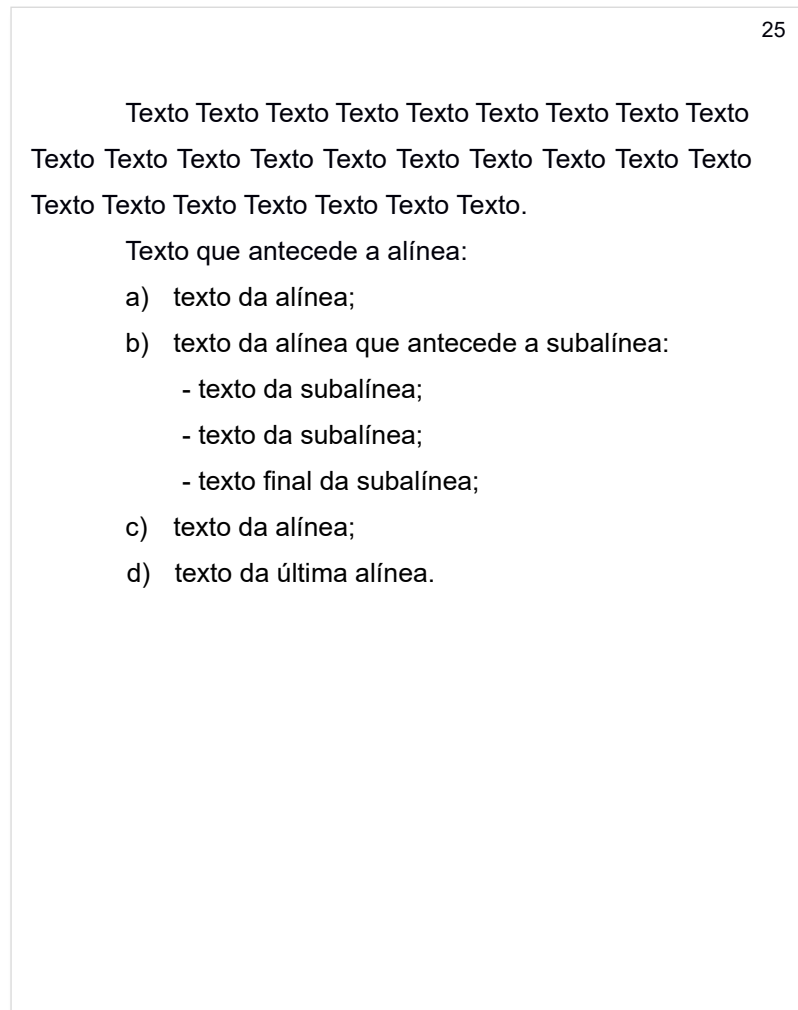 25
Texto Texto Texto Texto Texto Texto Texto Texto Texto
Texto Texto Texto Texto Texto Texto Texto Texto Texto Texto
Texto Texto Texto Texto Texto Texto Texto.
Texto que antecede a alínea:
a) texto da alínea;
b) texto da alínea que antecede a subalínea:
- texto da subalínea;
- texto da subalínea;
- texto final da subalínea;
c) texto da alínea;
d) texto da última alínea.